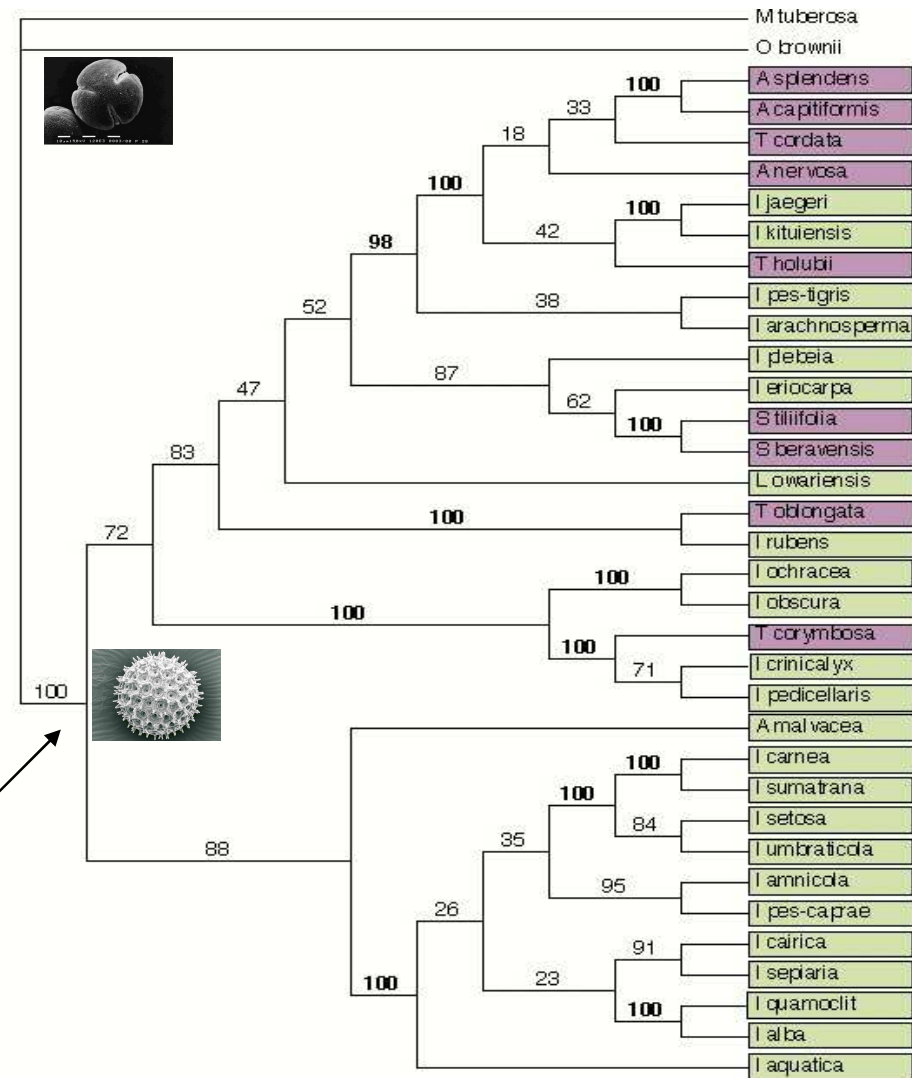 M tuberosa
O brownii
A splendens
100
A capitiformis
33
T cordata
18
A nervosa
100
I jaegeri
100
I kituiensis
42
98
T holubii
I pes-tigris
38
52
I arachnosperma
I plebeia
87
I eriocarpa
47
62
S tiliifolia
100
S beravensis
83
L owariensis
T oblongata
100
72
I rubens
I ochracea
100
I obscura
100
T corymbosa
100
I crinicalyx
71
100
I pedicellaris
A malvacea
I carnea
100
I sumatrana
100
I setosa
84
35
88
I umbraticola
I amnicola
95
26
I pes-caprae
I cairica
91
I sepiaria
23
100
I quamoclit
100
I alba
I aquatica